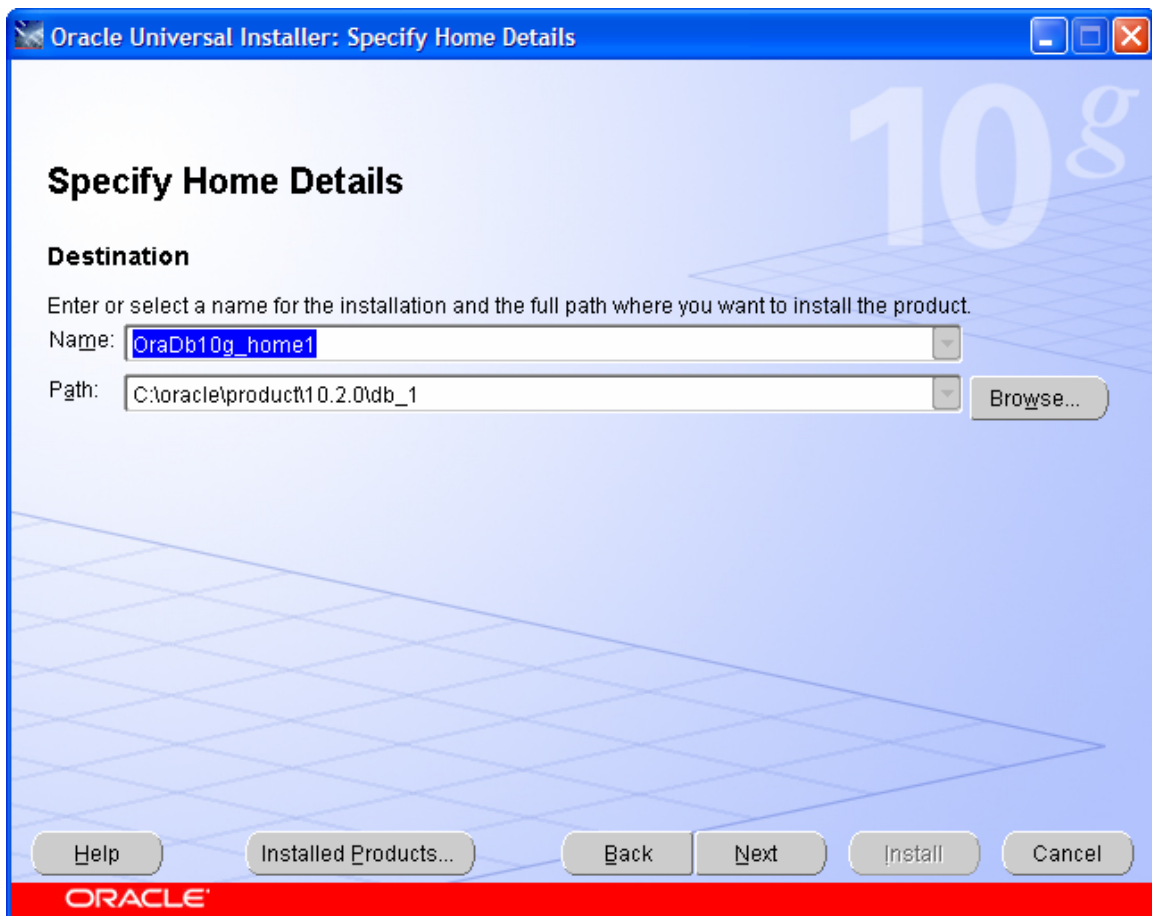 Oracle Universal Installer: Specify Home Details
10g
Specify Home Details
Destination
Enter or select a name for the installation and the full path where you want to install the product.
Name: OraDb10g_home1
Path: C:\oracle\product\10.2.0\db_1 Browse...
Help Installed Products... Back Next Install Cancel
ORACLE